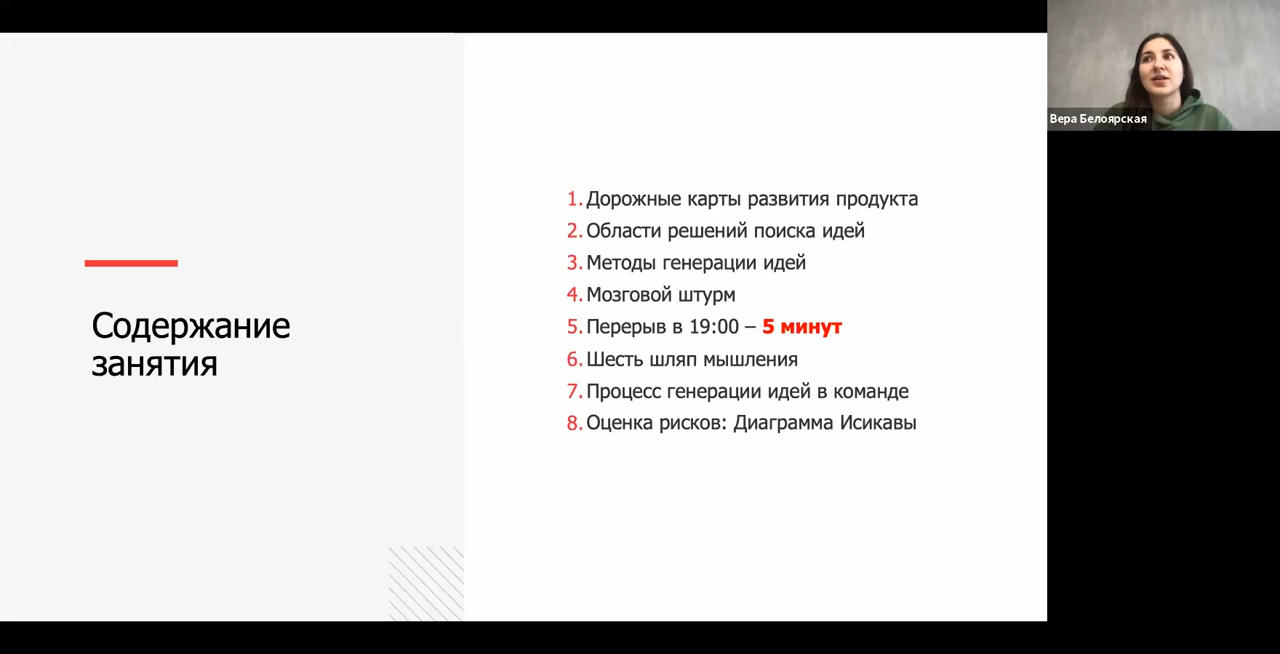 Содержание
занятия
1. Дорожные карты развития продукта
2. Области решений поиска идей
3. Методы генерации идей
4. Мозговой штурм
5. Перерыв в 19:00 – 5 минут
6. Шесть шляп мышления
7. Процесс генерации идей в команде
8. Оценка рисков: Диаграмма Исикавы
Вера Белоярская